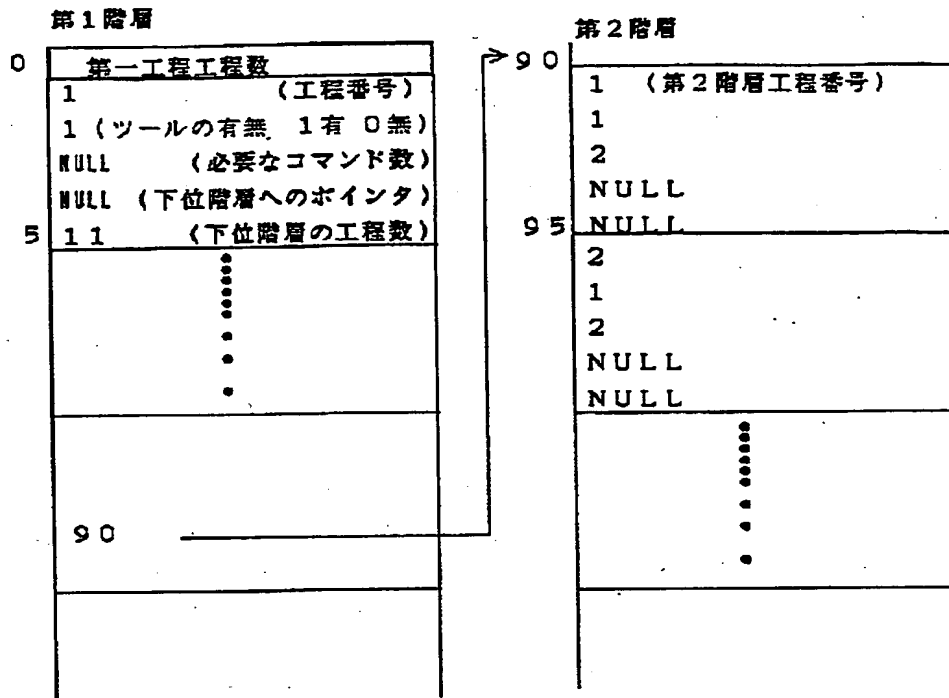 第1階層
0
第一工程工程数
1 (工程番号)
1 (ツールの有無 1有 0無)
NULL (必要なコマンド数)
NULL (下位階層へのポインタ)
5 11 (下位階層の工程数)
90
第2階層
90
1 (第2階層工程番号)
1
2
NULL
95 NULL
2
1
2
NULL
NULL